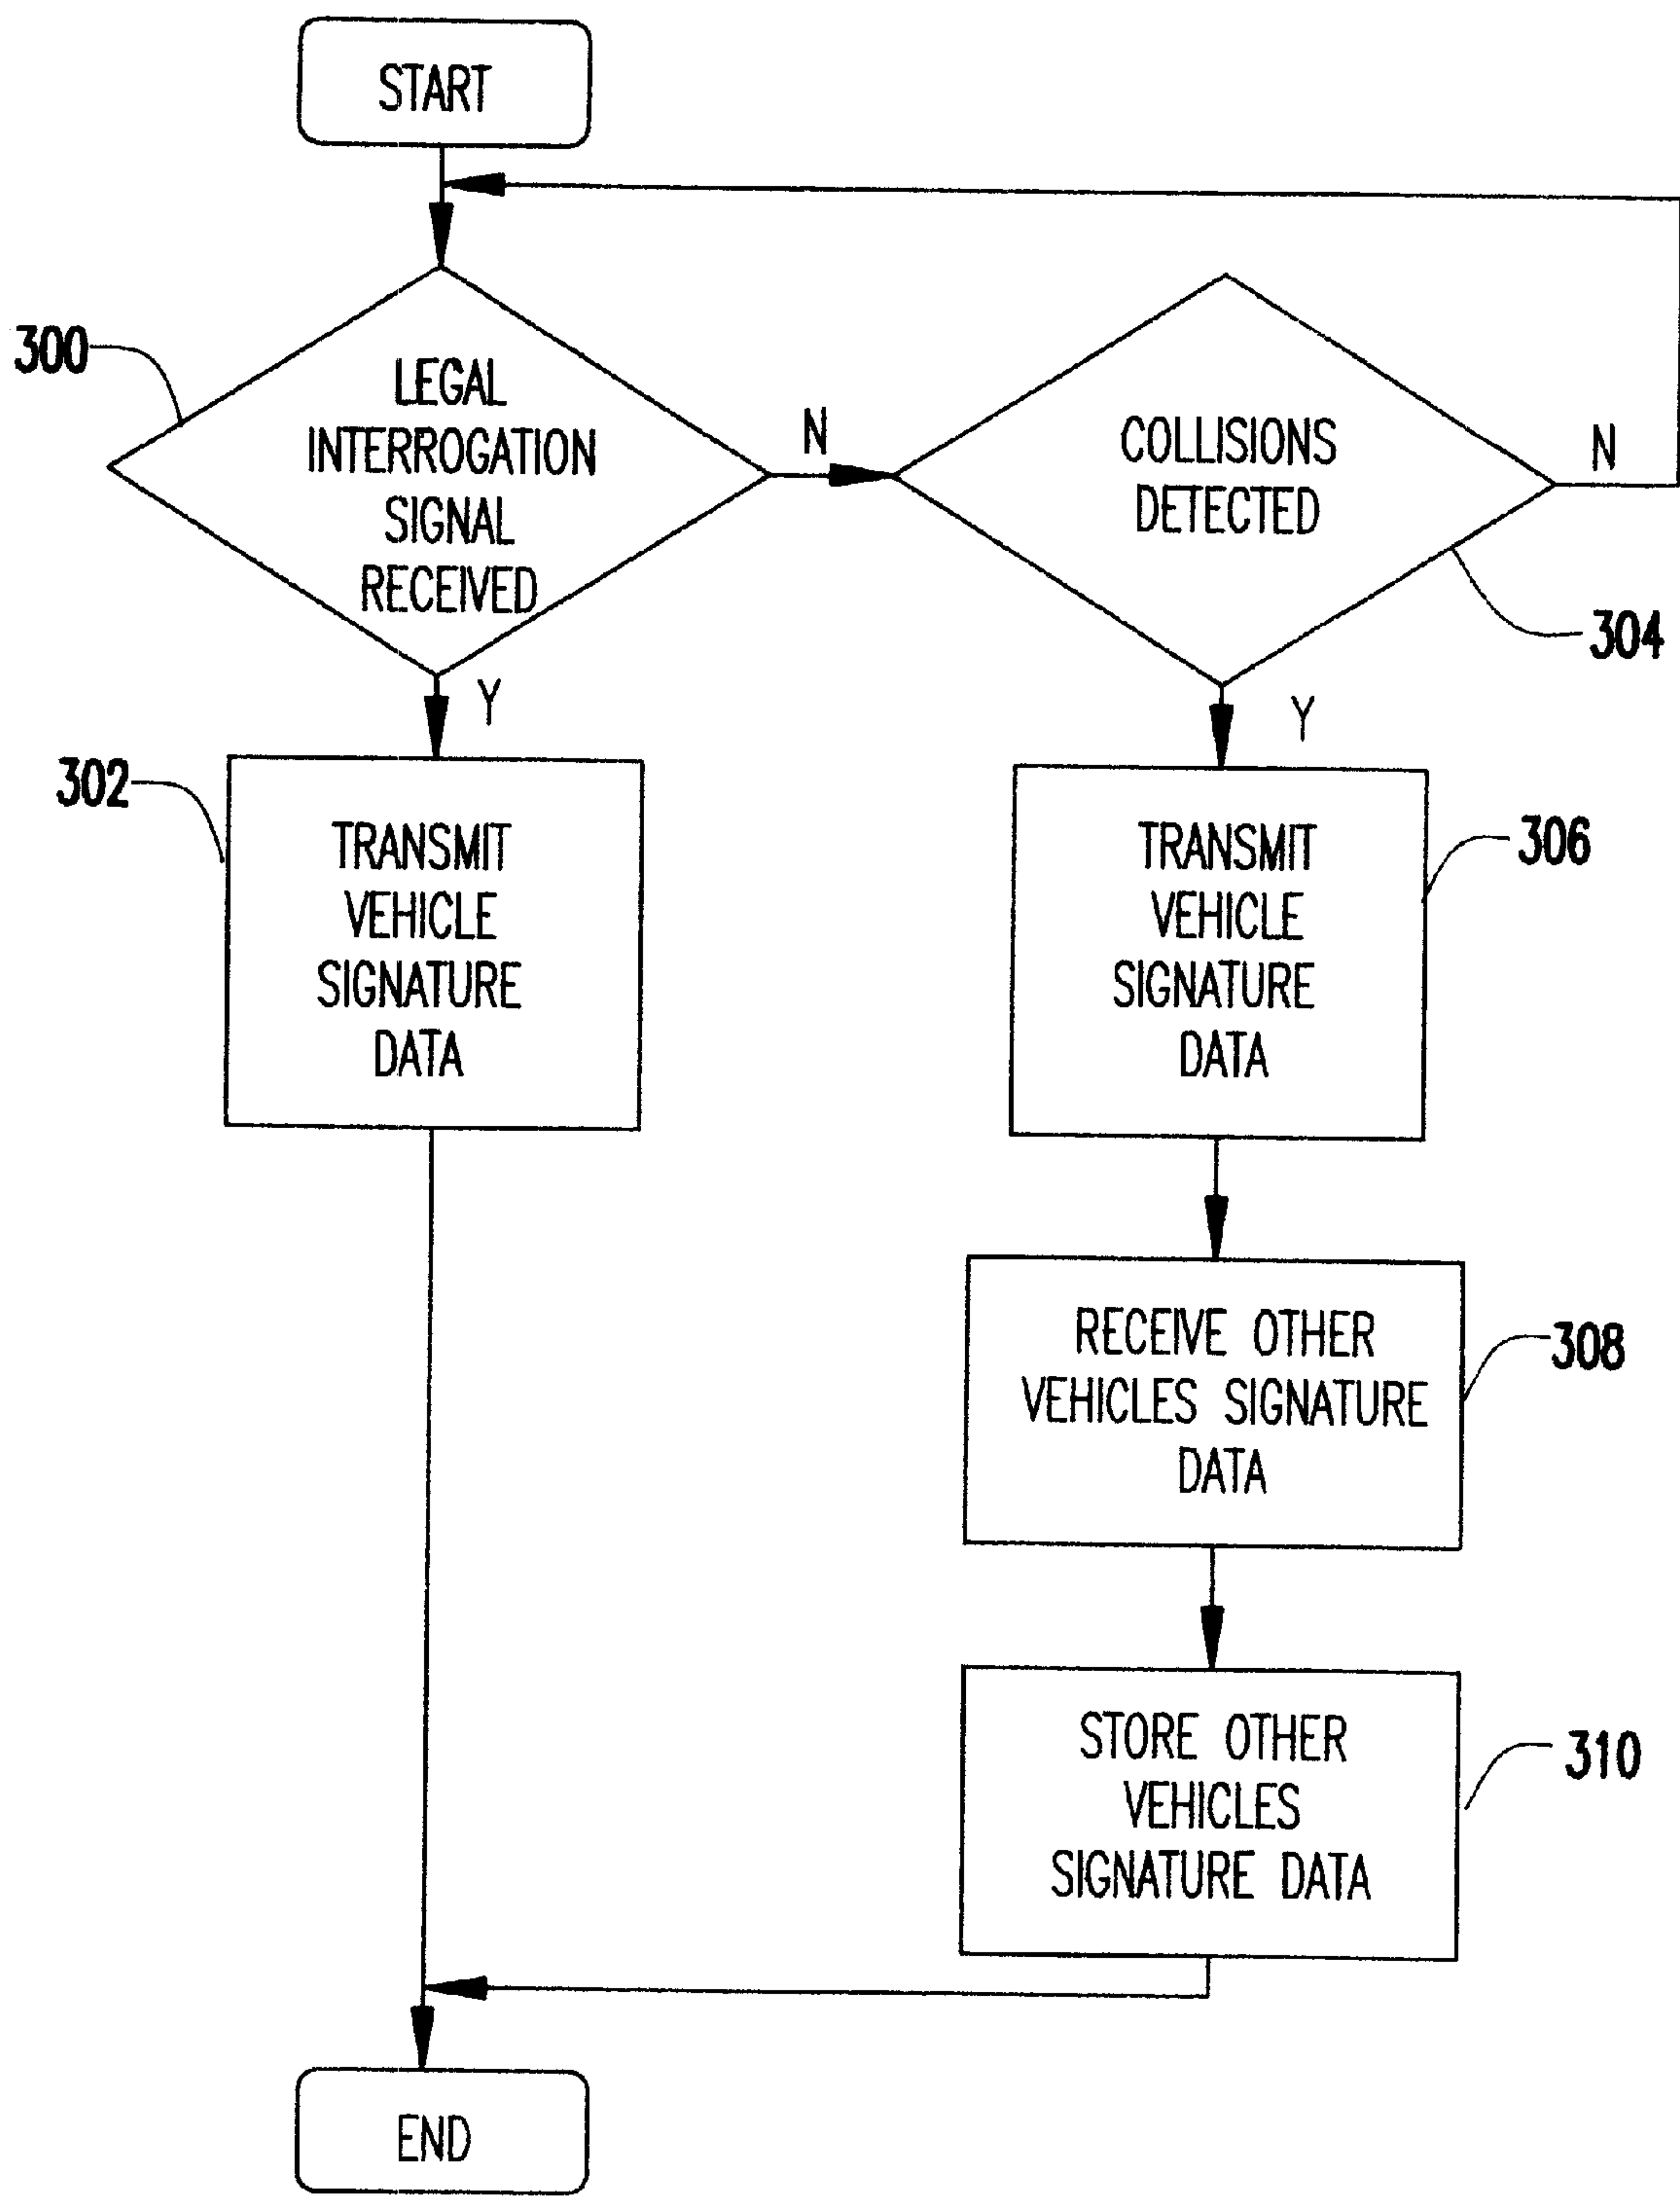 START
300
LEGAL
INTERROGATION
SIGNAL
RECEIVED
N
COLLISIONS
DETECTED
N
304
Y
Y
302
TRANSMIT
VEHICLE
SIGNATURE
DATA
TRANSMIT
VEHICLE
SIGNATURE
DATA
306
RECEIVE OTHER
VEHICLES SIGNATURE
DATA
308
STORE OTHER
VEHICLES
SIGNATURE DATA
310
END